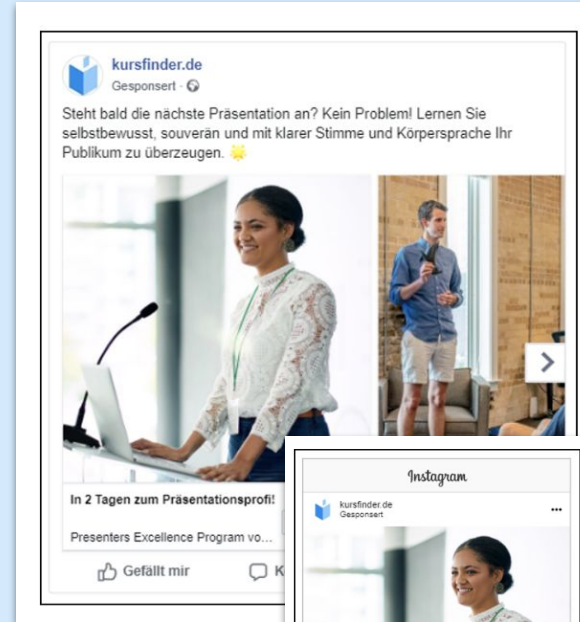 kursfinder.de
Gesponsert ·
Steht bald die nächste Präsentation an? Kein Problem! Lernen Sie
selbstbewusst, souverän und mit klarer Stimme und Körpersprache Ihr
Publikum zu überzeugen.
In 2 Tagen zum Präsentationsprofi!
Presenters Excellence Program vo...
Gefällt mir
K
Instagram
kursfinder.de
Gesponsert